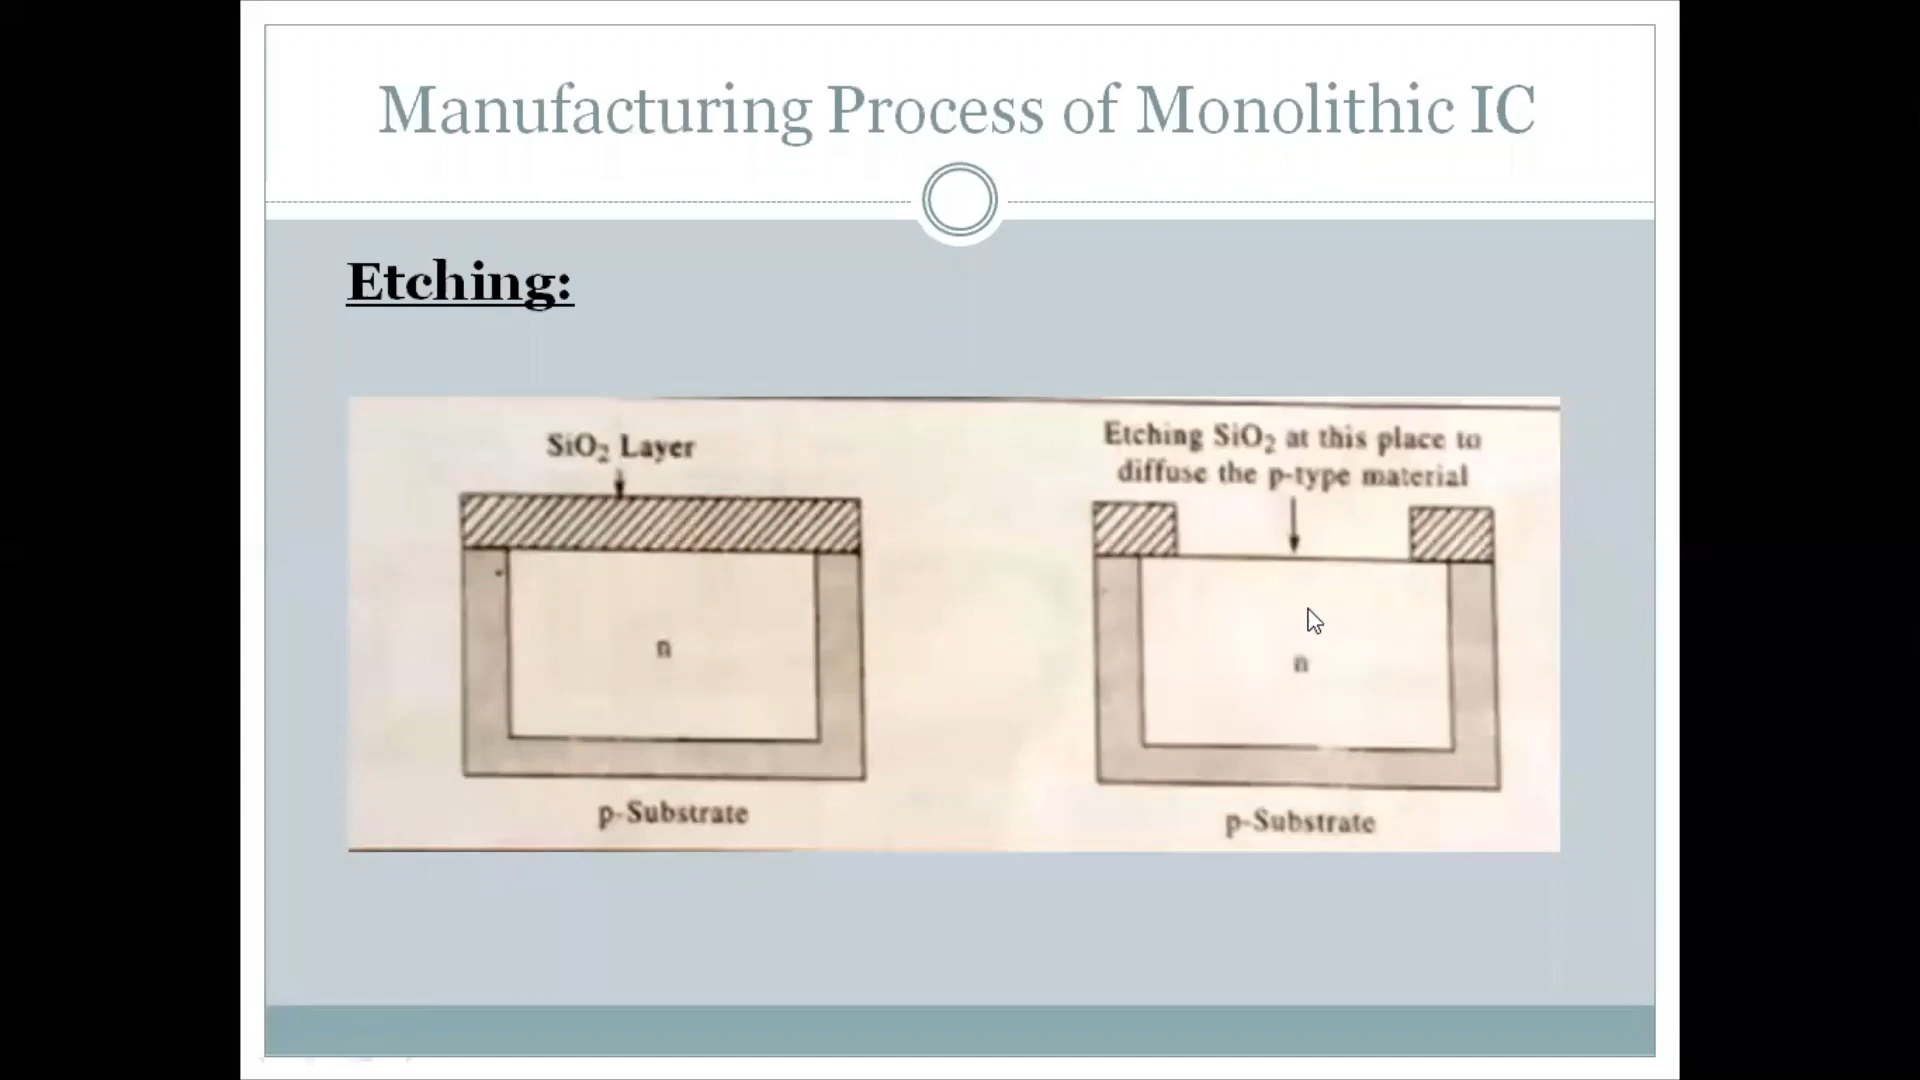 Manufacturing Process of Monolithic IC
Etching:
SiO₂ Layer
n
p-Substrate
Etching SiO₂ at this place to
diffuse the p-type material
n
p-Substrate